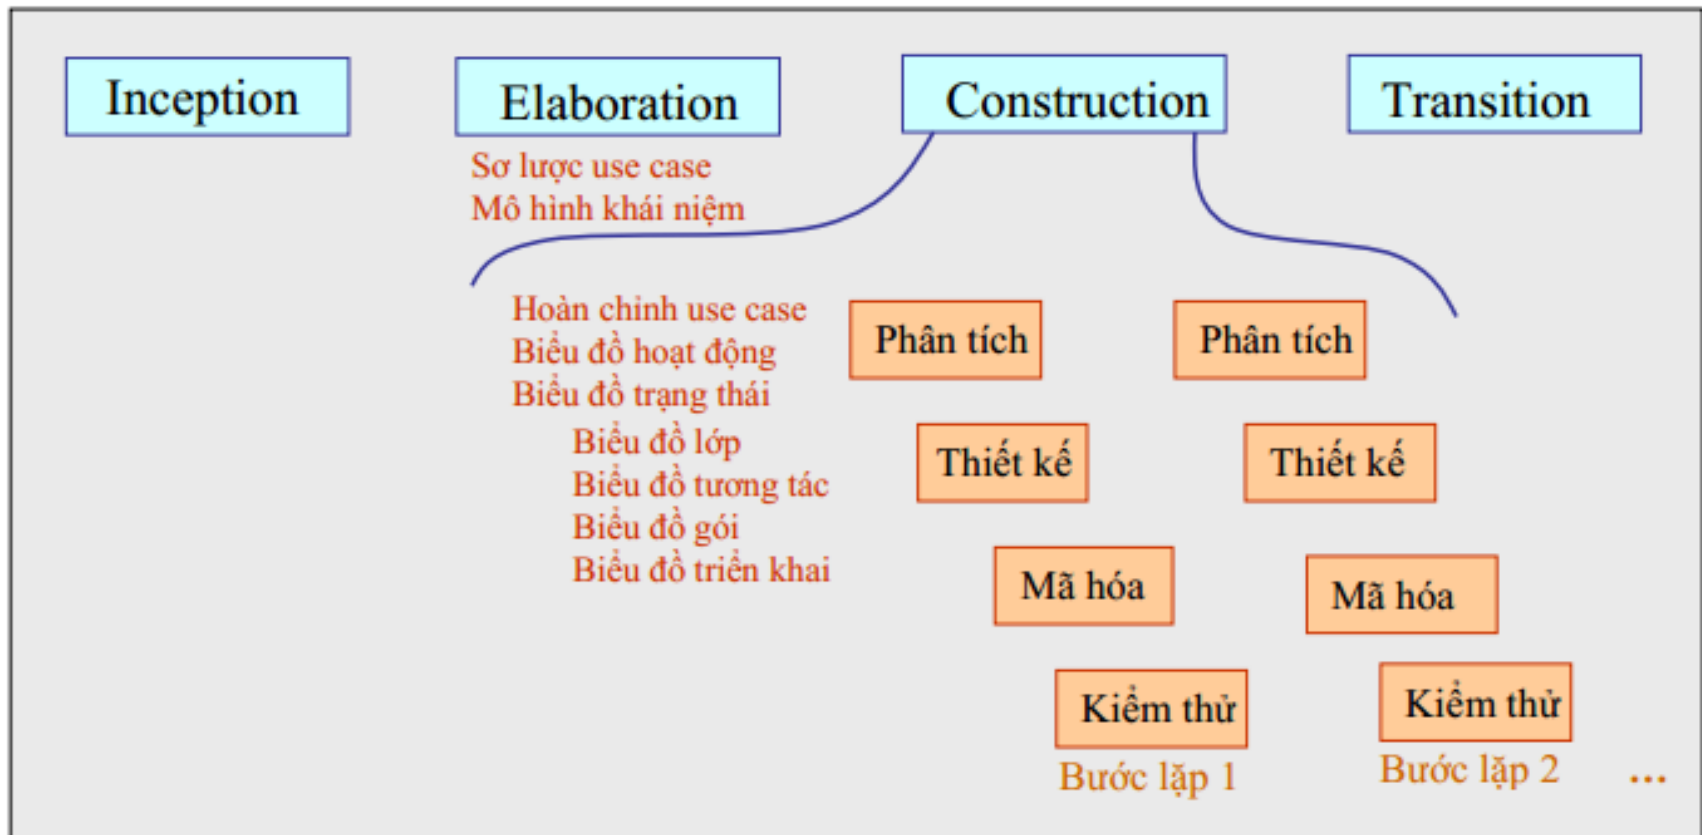 Inception
Elaboration
Construction
Transition
Sơ lược use case
Mô hình khái niệm
Hoàn chỉnh use case
Biểu đồ hoạt động
Biểu đồ trạng thái
Biểu đồ lớp
Biểu đồ tương tác
Biểu đồ gói
Biểu đồ triển khai
Phân tích
Thiết kế
Mã hóa
Kiểm thử
Bước lặp 1
Phân tích
Thiết kế
Mã hóa
Kiểm thử
Bước lặp 2
...